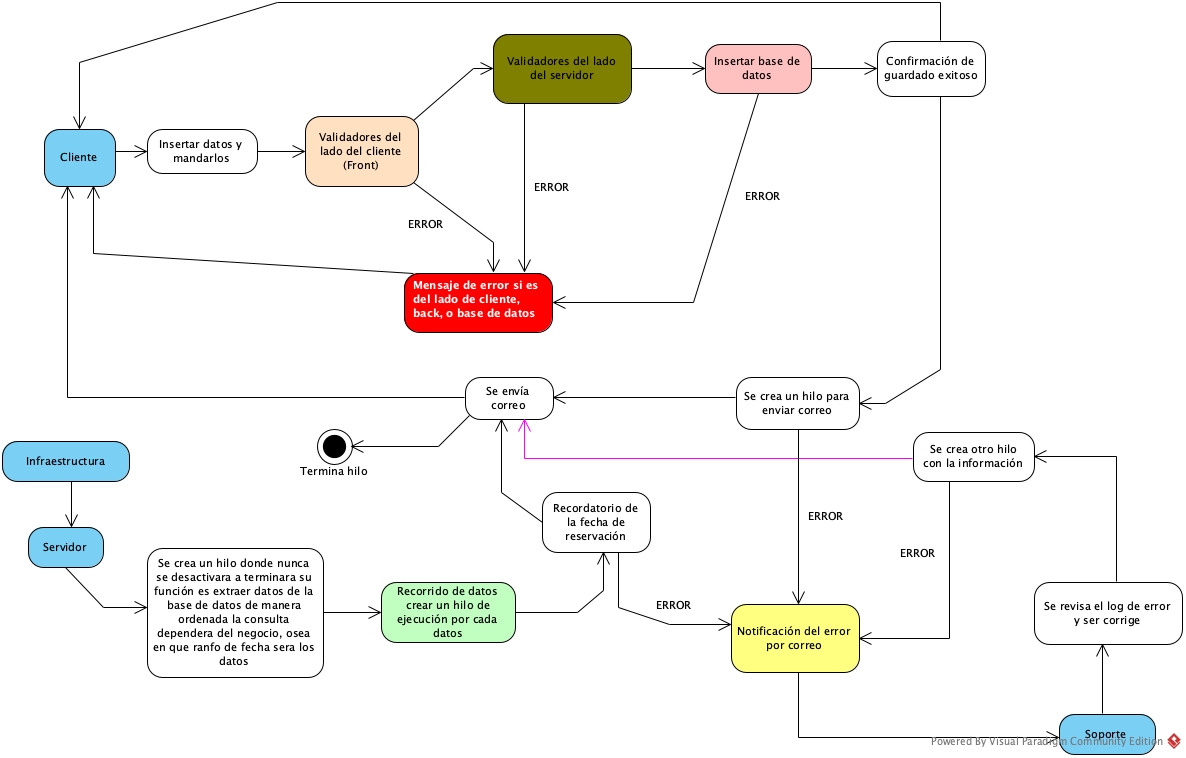 Validadores del lado
del servidor
Insertar base de
datos
Confirmación de
guardado exitoso
Cliente
Insertar datos y
mandarlos
Validadores del
lado del cliente
(Front)
ERROR
ERROR
ERROR
Mensaje de error si es
del lado de cliente,
back, o base de datos
Se envía
correo
Se crea un hilo para
enviar correo
Termina hilo
Se crea otro hilo
con la información
Infraestructura
Servidor
Recordatorio de
la fecha de
reservación
ERROR
ERROR
Se crea un hilo donde nunca
se desactivara a terminara su
función es extraer datos de la
base de datos de manera
ordenada la consulta
dependera del negocio, osea
en que ranfo de fecha sera los
datos
Recorrido de datos
crear un hilo de
ejecución por cada
datos
ERROR
Notificación del error
por correo
Se revisa el log de error
y ser corrige
Soporte
Powered By Visual Paradigm Community Edition